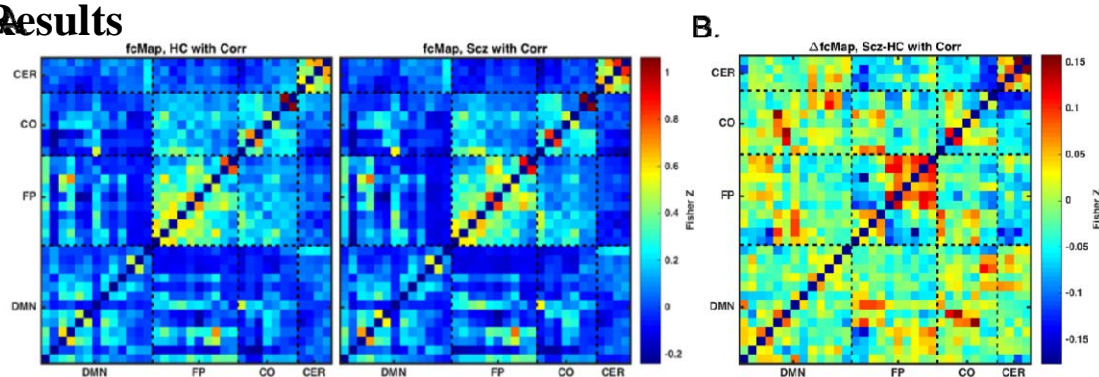 Results
A.
B.
fcMap, HC with Corr
fcMap, Scz with Corr
ΔfcMap, Scz-HC with Corr
CER
CO
FP
DMN
DMN
FP
CO
CER
DMN
FP
CO
CER
1
0.8
0.6
0.4
0.2
0
-0.2
Fisher Z
CER
CO
FP
DMN
DMN
FP
CO
CER
0.15
0.1
0.05
0
-0.05
-0.1
-0.15
Fisher Z